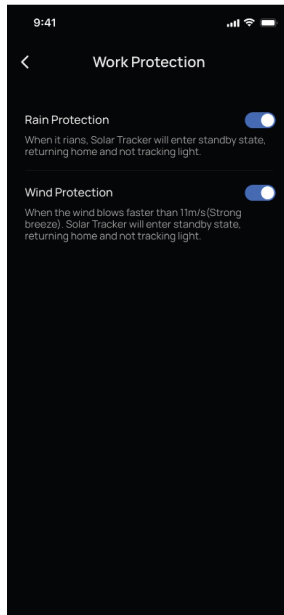 9:41
Work Protection
Rain Protection
When it rians, Solar Tracker will enter standby state,
returning home and not tracking light.
Wind Protection
When the wind blows faster than 11m/s(Strong
breeze). Solar Tracker will enter standby state,
returning home and not tracking light.